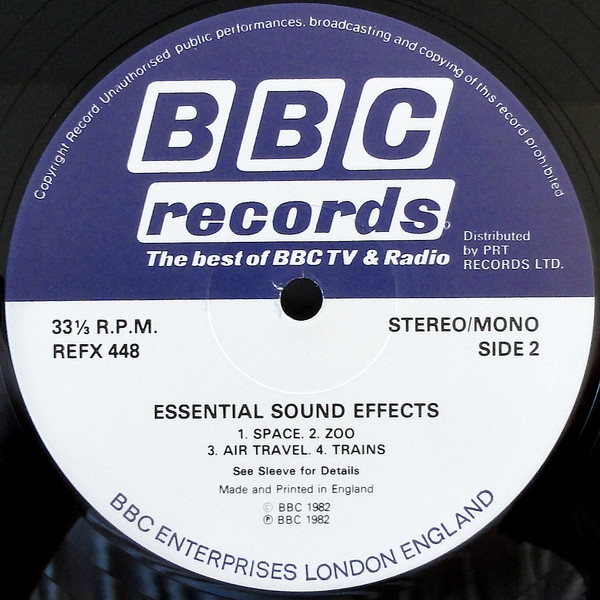 Copyright Record. Unauthorised public performances, broadcasting and copying of this record prohibited
BBC
records
The best of BBC TV & Radio
Distributed
by PRT
RECORDS LTD.
33⅓ R.P.M.
REFX 448
STEREO/MONO
SIDE 2
ESSENTIAL SOUND EFFECTS
1. SPACE. 2. ZOO
3. AIR TRAVEL. 4. TRAINS
See Sleeve for Details
Made and Printed in England
© BBC 1982
℗ BBC 1982
BBC ENTERPRISES LONDON ENGLAND